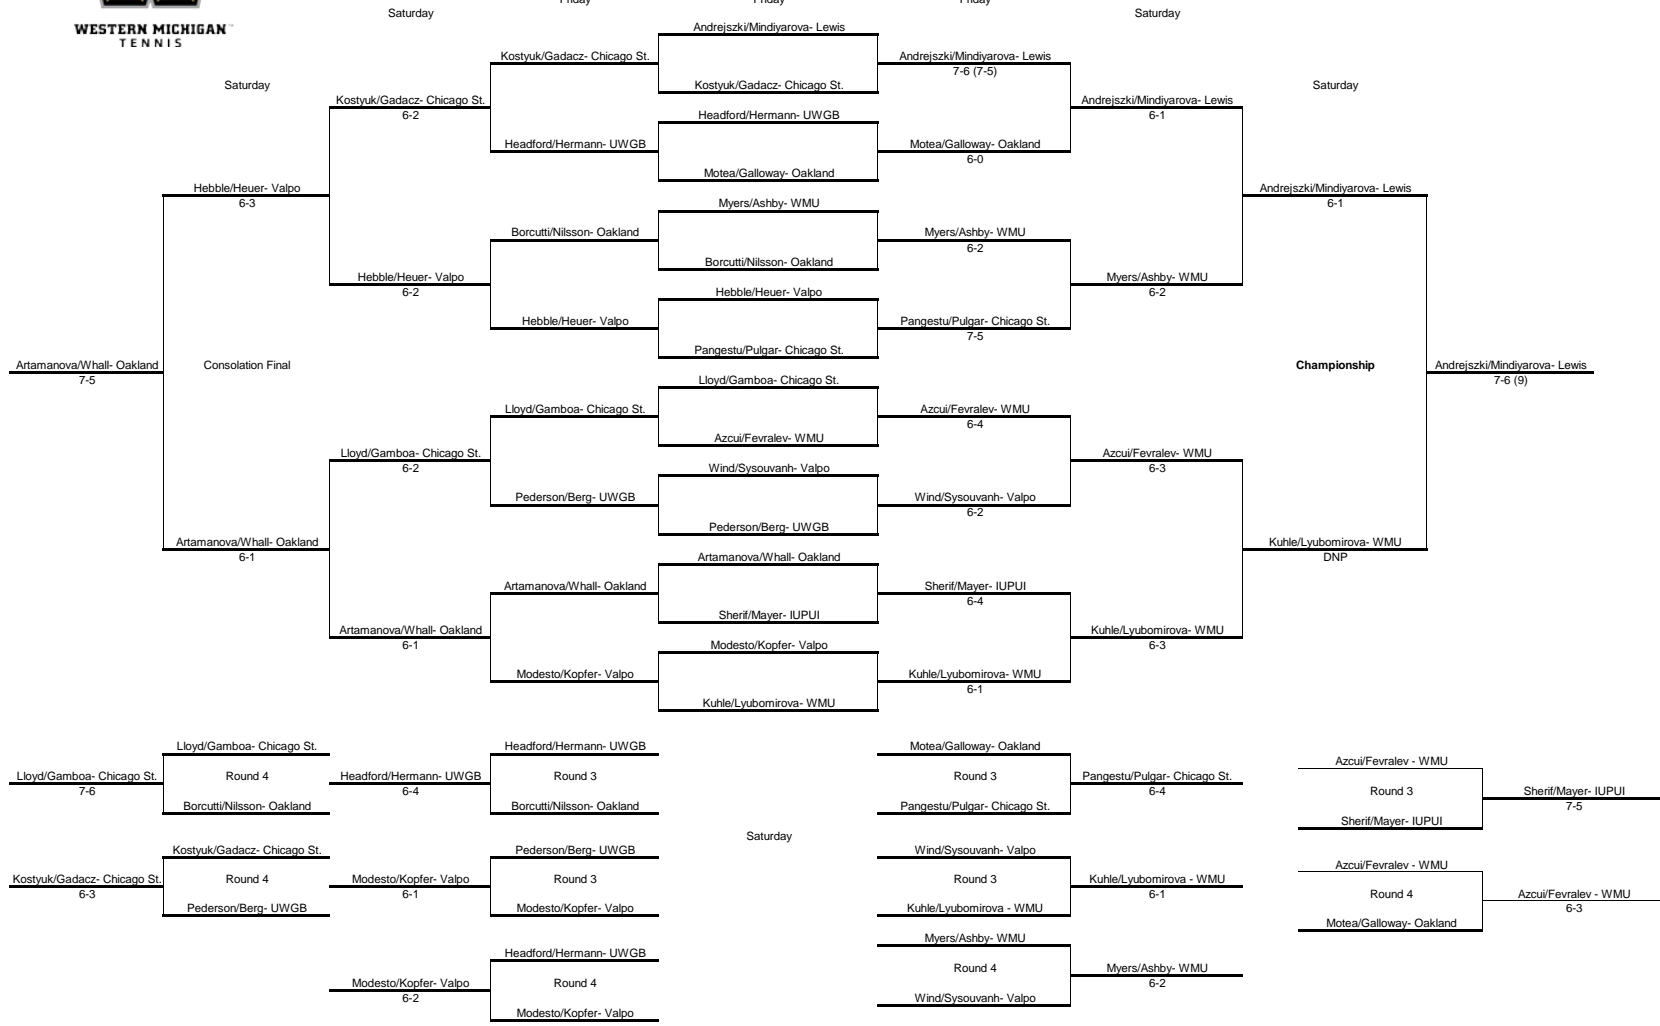 Friday
Friday
Friday
Saturday
Saturday
WESTERN MICHIGAN
TENNIS
Andrejszki/Mindiyarova- Lewis
Kostyuk/Gadacz- Chicago St.
Andrejszki/Mindiyarova- Lewis
7-6 (7-5)
Saturday
Kostyuk/Gadacz- Chicago St.
Saturday
Kostyuk/Gadacz- Chicago St.
6-2
Andrejszki/Mindiyarova- Lewis
6-1
Headford/Hermann- UWGB
Headford/Hermann- UWGB
Motea/Galloway- Oakland
6-0
Motea/Galloway- Oakland
Hebble/Heuer- Valpo
6-3
Andrejszki/Mindiyarova- Lewis
6-1
Myers/Ashby- WMU
Borcutti/Nilsson- Oakland
Myers/Ashby- WMU
6-2
Borcutti/Nilsson- Oakland
Hebble/Heuer- Valpo
6-2
Myers/Ashby- WMU
6-2
Hebble/Heuer- Valpo
Hebble/Heuer- Valpo
Pangestu/Pulgar- Chicago St.
7-5
Pangestu/Pulgar- Chicago St.
Artamanova/Whall- Oakland
7-5
Consolation Final
Championship
Andrejszki/Mindiyarova- Lewis
7-6 (9)
Lloyd/Gamboa- Chicago St.
Lloyd/Gamboa- Chicago St.
Azcui/Fevralev- WMU
6-4
Azcui/Fevralev- WMU
Lloyd/Gamboa- Chicago St.
6-2
Azcui/Fevralev- WMU
6-3
Wind/Sysouvanh- Valpo
Pederson/Berg- UWGB
Wind/Sysouvanh- Valpo
6-2
Pederson/Berg- UWGB
Artamanova/Whall- Oakland
6-1
Kuhle/Lyubomirova- WMU
DNP
Artamanova/Whall- Oakland
Artamanova/Whall- Oakland
Sherif/Mayer- IUPUI
6-4
Sherif/Mayer- IUPUI
Artamanova/Whall- Oakland
6-1
Kuhle/Lyubomirova- WMU
6-3
Modesto/Kopfer- Valpo
Modesto/Kopfer- Valpo
Kuhle/Lyubomirova- WMU
6-1
Kuhle/Lyubomirova- WMU
Lloyd/Gamboa- Chicago St.
Headford/Hermann- UWGB
Motea/Galloway- Oakland
Azcui/Fevralev - WMU
Lloyd/Gamboa- Chicago St.
7-6
Round 4
Headford/Hermann- UWGB
6-4
Round 3
Round 3
Pangestu/Pulgar- Chicago St.
6-4
Round 3
Sherif/Mayer- IUPUI
7-5
Borcutti/Nilsson- Oakland
Borcutti/Nilsson- Oakland
Pangestu/Pulgar- Chicago St.
Sherif/Mayer- IUPUI
Saturday
Kostyuk/Gadacz- Chicago St.
Pederson/Berg- UWGB
Wind/Sysouvanh- Valpo
Azcui/Fevralev - WMU
Kostyuk/Gadacz- Chicago St.
6-3
Round 4
Modesto/Kopfer- Valpo
6-1
Round 3
Round 3
Kuhle/Lyubomirova - WMU
6-1
Round 4
Azcui/Fevralev - WMU
6-3
Pederson/Berg- UWGB
Modesto/Kopfer- Valpo
Kuhle/Lyubomirova - WMU
Motea/Galloway- Oakland
Headford/Hermann- UWGB
Myers/Ashby- WMU
Modesto/Kopfer- Valpo
6-2
Round 4
Round 4
Myers/Ashby- WMU
6-2
Modesto/Kopfer- Valpo
Wind/Sysouvanh- Valpo